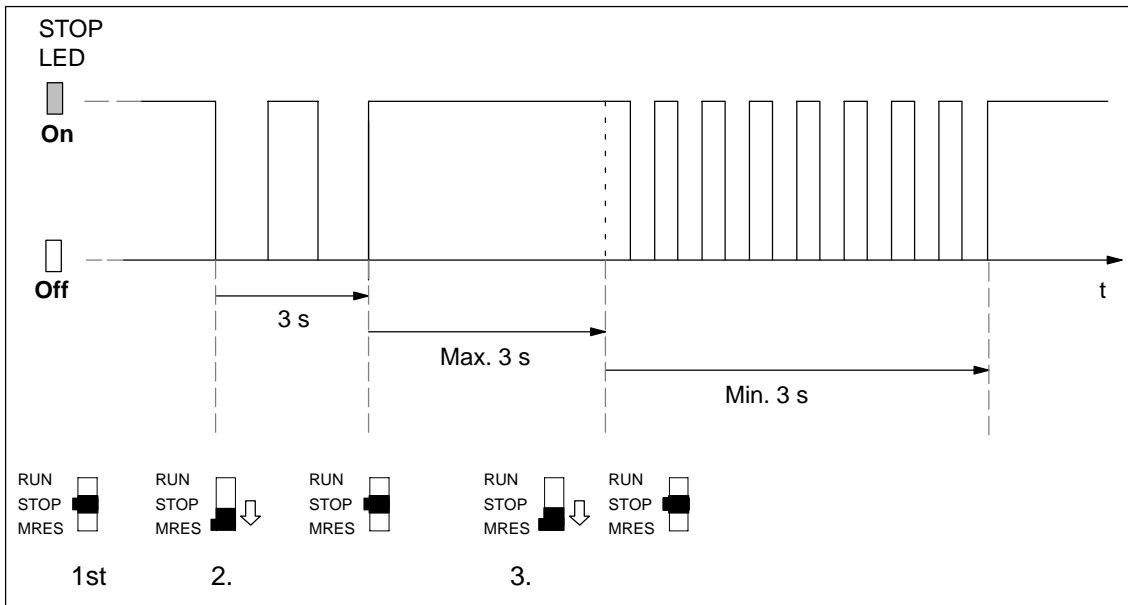 STOP
LED
On
Off
t
3 s
Max. 3 s
Min. 3 s
RUN
STOP
MRES
RUN
STOP
MRES
RUN
STOP
MRES
RUN
STOP
MRES
RUN
STOP
MRES
1st
2.
3.